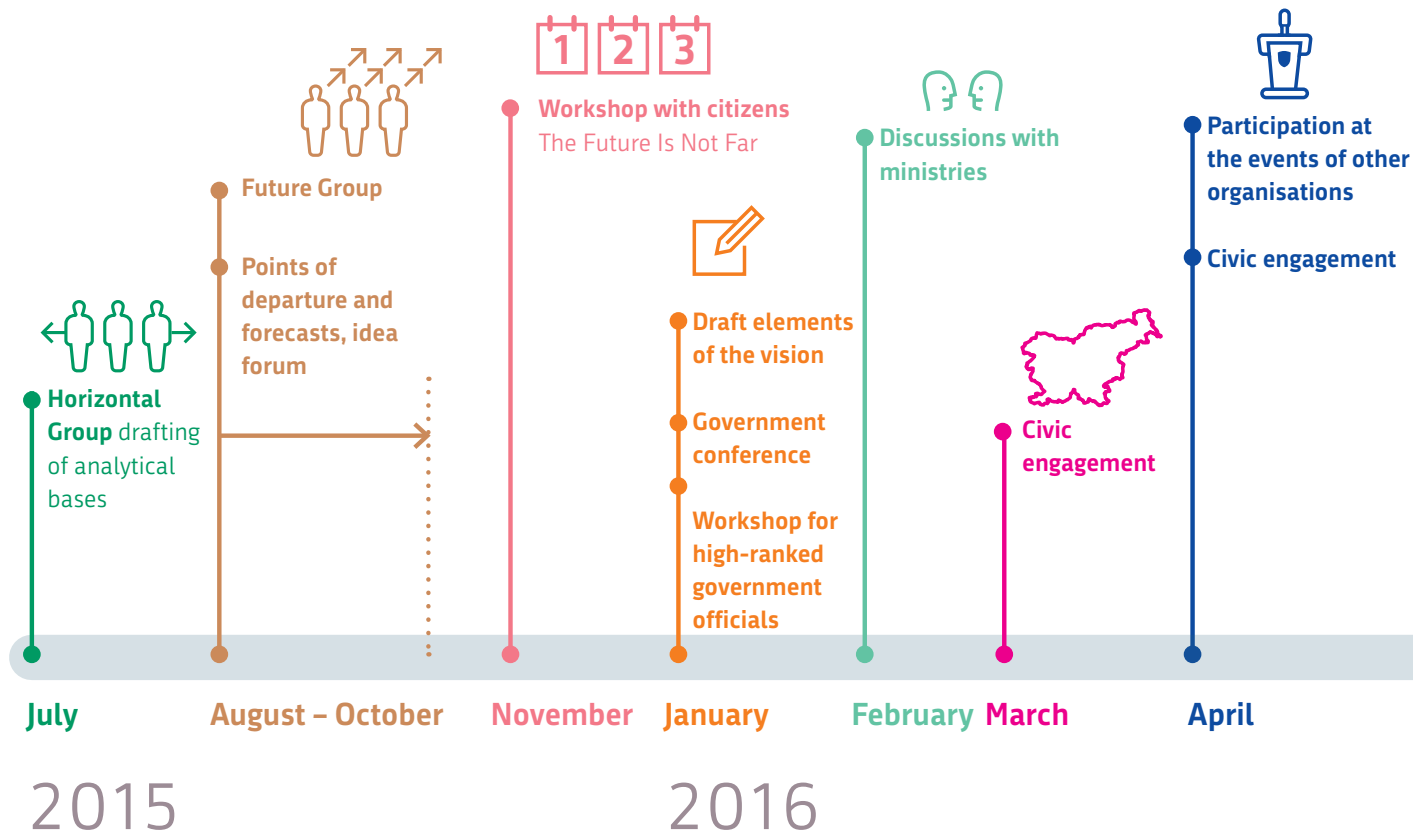 1 2 3
Workshop with citizens
The Future Is Not Far
Participation at
the events of other
organisations
Civic engagement
Discussions with
ministries
Future Group
Points of
departure and
forecasts, idea
forum
Draft elements
of the vision
Government
conference
Workshop for
high-ranked
government
officials
Horizontal
Group drafting
of analytical
bases
Civic
engagement
July
August – October
November
January
February
March
April
2015
2016